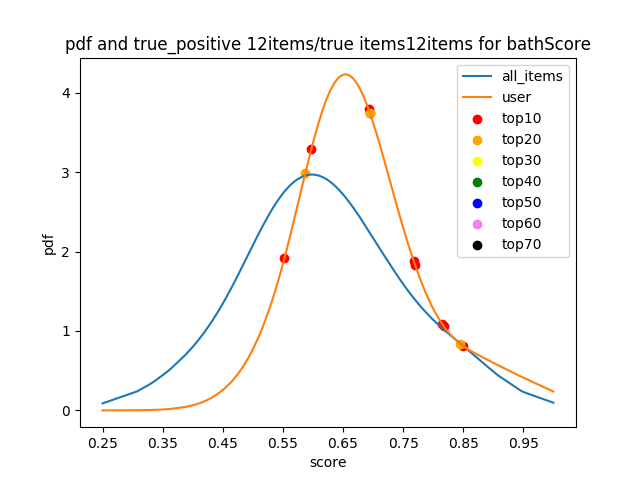 pdf and true_positive 12items/true items12items for bathScore
all_items
user
top10
top20
top30
top40
top50
top60
top70
pdf
4
3
2
1
0
0.25 0.35 0.45 0.55 0.65 0.75 0.85 0.95
score